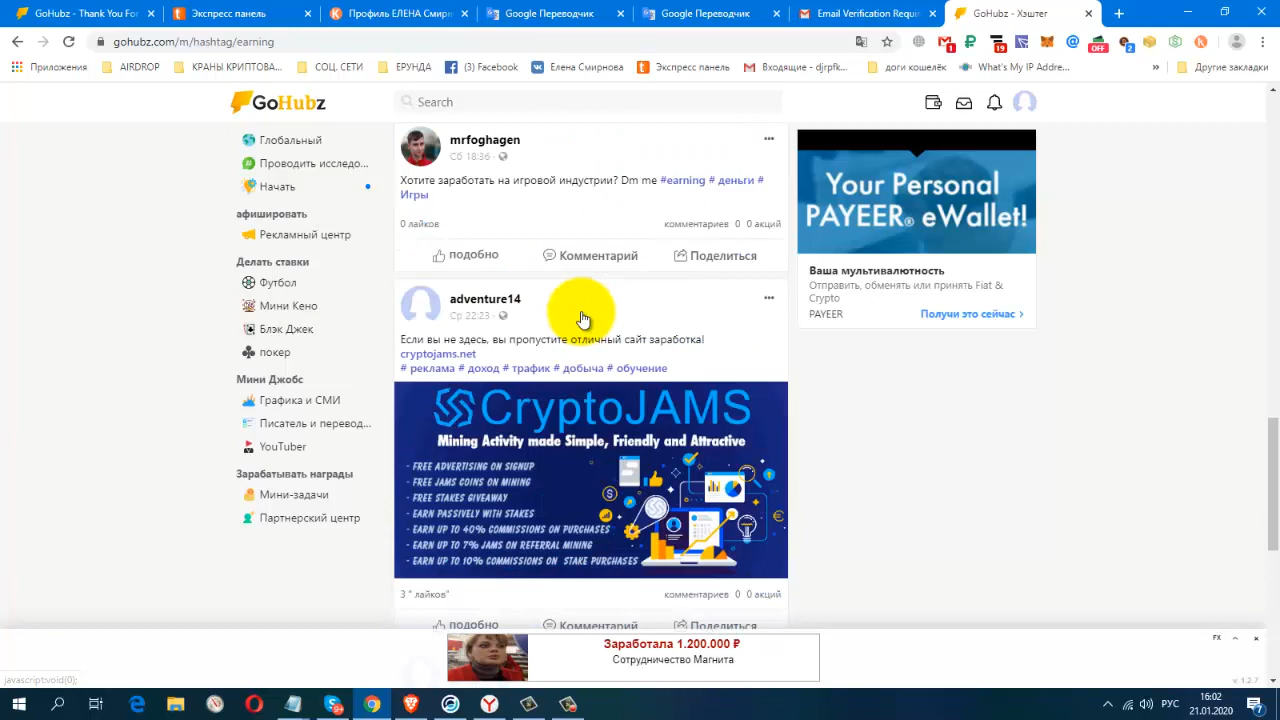 GoHubz - Thank You For
Экспресс панель
Профиль ЕЛЕНА Смирн
Google Переводчик
Google Переводчик
Email Verification Requir
GoHubz - Хэштег
gohubz.com/m/hashtag/earning
Приложения
AIRDROP
КРАНЫ КРИПТОВА...
СОЦ. СЕТИ
ЕРУНДА
(3) Facebook
Елена Смирнова
Экспресс панель
Входящие - djrpfk...
доги кошелёк
What's My IP Addre...
»
Другие закладки
GoHubz
Search
Глобальный
Проводить исследо...
Начать
афишировать
Рекламный центр
Делать ставки
Футбол
Мини Кено
Блэк Джек
покер
Мини Джобс
Графика и СМИ
Писатель и перевод...
YouTuber
Зарабатывать награды
Мини-задачи
Партнерский центр
mrfoghagen
Сб 18:36
Хотите заработать на игровой индустрии? Dm me #earning # деньги #
Игры
0 лайков
комментариев 0 0 акций
подобно
Комментарий
Поделиться
adventure14
Ср 22:23
Если вы не здесь, вы пропустите отличный сайт заработка!
cryptojams.net
# реклама # доход # трафик # добыча # обучение
CryptoJAMS
Mining Activity made Simple, Friendly and Attractive
- FREE ADVERTISING ON SIGNUP
- FREE JAMS COINS ON MINING
- FREE STAKES GIVEAWAY
- EARN PASSIVELY WITH STAKES
- EARN UP TO 40% COMMISSIONS ON PURCHASES
- EARN UP TO 7% JAMS ON REFERRAL MINING
- EARN UP TO 10% COMMISSIONS ON STAKE PURCHASES
3 " лайков"
комментариев 0 0 акций
подобно
Комментарий
Поделиться
Your Personal
PAYEER® eWallet!
Ваша мультивалютность
Отправить, обменять или принять Fiat &
Crypto
PAYEER
Получи это сейчас
Заработала 1.200.000 ₽
Сотрудничество Магнита
FX
javascript:void(0);
v: 1.2.7
РУС
16:02
21.01.2020